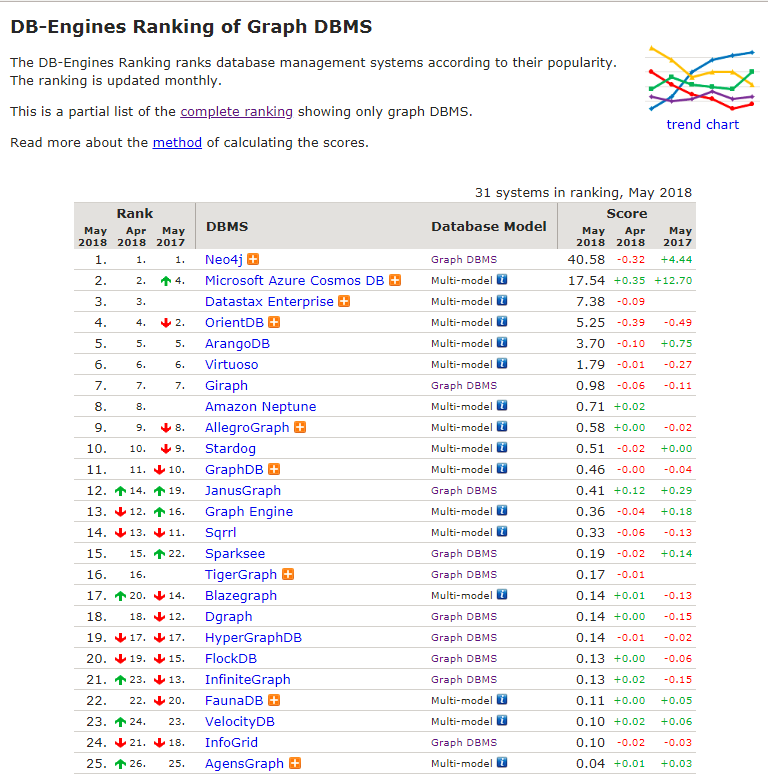 DB-Engines Ranking of Graph DBMS
The DB-Engines Ranking ranks database management systems according to their popularity.
The ranking is updated monthly.
This is a partial list of the complete ranking showing only graph DBMS.
trend chart
Read more about the method of calculating the scores.
31 systems in ranking, May 2018
Rank DBMS Database Model Score
May Apr May May Apr May
2018 2018 2017 2018 2018 2017
1. 1. 1. Neo4j Graph DBMS 40.58 -0.32 +4.44
2. 2. 4. Microsoft Azure Cosmos DB Multi-model 17.54 +0.35 +12.70
3. 3. Datastax Enterprise Multi-model 7.38 -0.09
4. 4. 2. OrientDB Multi-model 5.25 -0.39 -0.49
5. 5. 5. ArangoDB Multi-model 3.70 -0.10 +0.75
6. 6. 6. Virtuoso Multi-model 1.79 -0.01 -0.27
7. 7. 7. Giraph Graph DBMS 0.98 -0.06 -0.11
8. 8. Amazon Neptune Multi-model 0.71 +0.02
9. 9. 8. AllegroGraph Multi-model 0.58 +0.00 -0.02
10. 10. 9. Stardog Multi-model 0.51 -0.02 +0.00
11. 11. 10. GraphDB Multi-model 0.46 -0.00 -0.04
12. 14. 19. JanusGraph Graph DBMS 0.41 +0.12 +0.29
13. 12. 16. Graph Engine Multi-model 0.36 -0.04 +0.18
14. 13. 11. Sqrrl Multi-model 0.33 -0.06 -0.13
15. 15. 22. Sparksee Graph DBMS 0.19 -0.02 +0.14
16. 16. TigerGraph Graph DBMS 0.17 -0.01
17. 20. 14. Blazegraph Multi-model 0.14 +0.01 -0.13
18. 18. 12. Dgraph Graph DBMS 0.14 +0.00 -0.15
19. 17. 17. HyperGraphDB Graph DBMS 0.14 -0.01 -0.02
20. 19. 15. FlockDB Graph DBMS 0.13 +0.00 -0.06
21. 23. 13. InfiniteGraph Graph DBMS 0.13 +0.02 -0.15
22. 22. 20. FaunaDB Multi-model 0.11 +0.00 +0.05
23. 24. 23. VelocityDB Multi-model 0.10 +0.02 +0.06
24. 21. 18. InfoGrid Graph DBMS 0.10 -0.02 -0.03
25. 26. 25. AgensGraph Multi-model 0.04 +0.01 +0.03